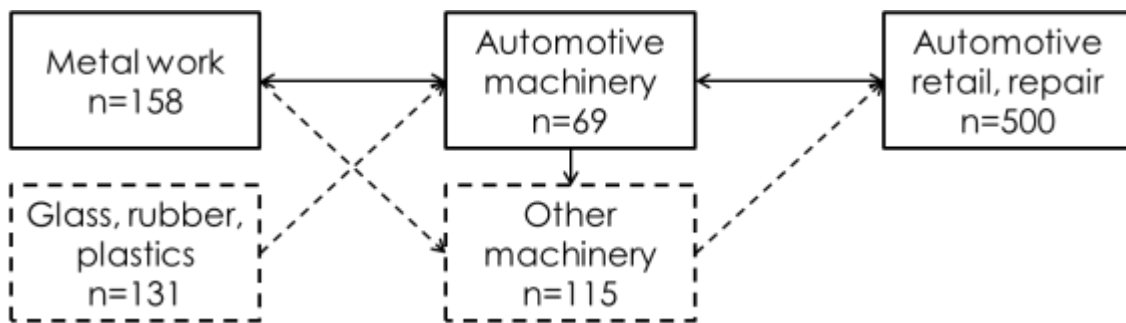 Metal work
n=158
Automotive
machinery
n=69
Automotive
retail, repair
n=500
Glass, rubber,
plastics
n=131
Other
machinery
n=115